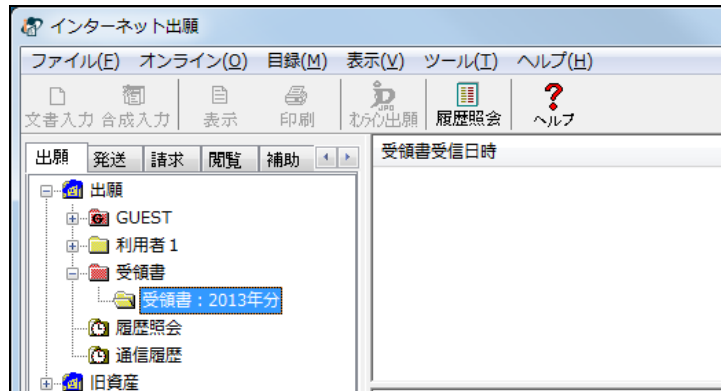 インターネット出願
ファイル(F) オンライン(O) 目録(M) 表示(V) ツール(T) ヘルプ(H)
文書入力 合成入力 表示 印刷 おうら心出願 履歴照会 ヘルプ
出願 発送 請求 閲覧 補助
受領書受信日時
出願
GUEST
利用者1
受領書
受領書：2013年分
履歴照会
通信履歴
旧資産